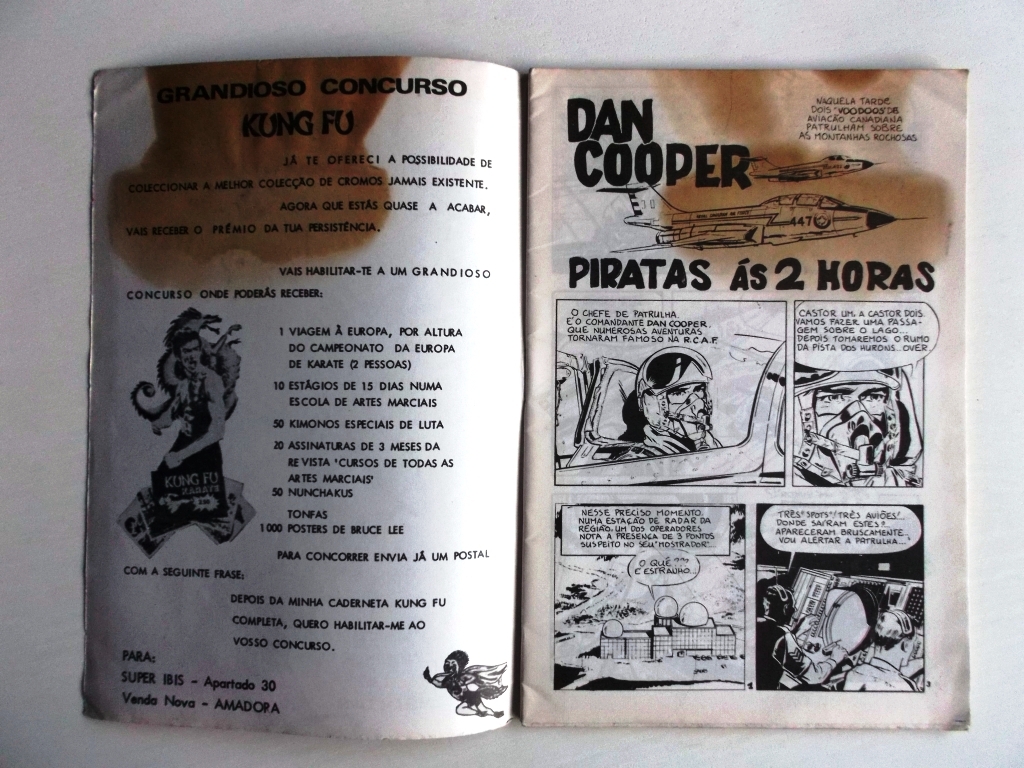 GRANDIOSO CONCURSO
KUNG FU
JÁ TE OFERECI A POSSIBILIDADE DE
COLECCIONAR A MELHOR COLECÇÃO DE CROMOS JAMAIS EXISTENTE.
AGORA QUE ESTÁS QUASE A ACABAR,
VAIS RECEBER O PRÉMIO DA TUA PERSISTÊNCIA.
VAIS HABILITAR-TE A UM GRANDIOSO
CONCURSO ONDE PODERÁS RECEBER:
1 VIAGEM À EUROPA, POR ALTURA
DO CAMPEONATO DA EUROPA
DE KARATE (2 PESSOAS)
10 ESTÁGIOS DE 15 DIAS NUMA
ESCOLA DE ARTES MARCIAIS
50 KIMONOS ESPECIAIS DE LUTA
20 ASSINATURAS DE 3 MESES DA
REVISTA 'CURSOS DE TODAS AS
ARTES MARCIAIS'
50 NUNCHAKUS
TONFAS
1000 POSTERS DE BRUCE LEE
KUNG FU
KARATE
PARA CONCORRER ENVIA JÁ UM POSTAL
COM A SEGUINTE FRASE:
DEPOIS DA MINHA CADERNETA KUNG FU
COMPLETA, QUERO HABILITAR-ME AO
VOSSO CONCURSO.
PARA:
SUPER IBIS - Apartado 30
Venda Nova - AMADORA
DAN
COOPER
NAQUELA TARDE
DOIS "VOODOOS" DA
AVIAÇÃO CANADIANA
PATRULHAM SOBRE
AS MONTANHAS ROCHOSAS
447
PIRATAS ÁS 2 HORAS
O CHEFE DE PATRULHA.
E O COMANDANTE DAN COOPER.
QUE NUMEROSAS AVENTURAS
TORNARAM FAMOSO NA R.C.A.F.
CASTOR UM, A CASTOR DOIS.
VAMOS FAZER UMA PASSA-
GEM SOBRE O LAGO...
DEPOIS TOMAREMOS O RUMO
DA PISTA DOS HURONS... OVER.
NESSE PRECISO MOMENTO.
NUMA ESTAÇÃO DE RADAR DA
REGIÃO, UM DOS OPERADORES
NOTA A PRESENÇA DE 3 PONTOS
SUSPEITO NO SEU "MOSTRADOR"...
O QUE???
E ESTRANHO...
TRÊS "SPOTS"! TRÊS AVIÕES!...
DONDE SAÍRAM ESTES?
APARECERAM BRUSCAMENTE...
VOU ALERTAR A PATRULHA...
1
3